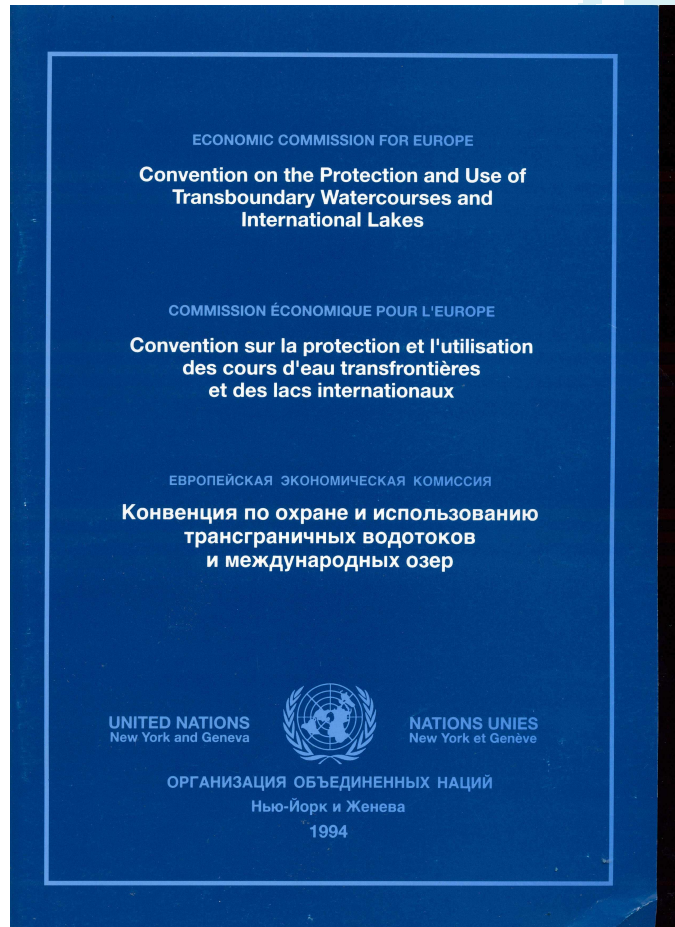 ECONOMIC COMMISSION FOR EUROPE
Convention on the Protection and Use of
Transboundary Watercourses and
International Lakes
COMMISSION ÉCONOMIQUE POUR L'EUROPE
Convention sur la protection et l'utilisation
des cours d'eau transfrontières
et des lacs internationaux
ЕВРОПЕЙСКАЯ ЭКОНОМИЧЕСКАЯ КОМИССИЯ
Конвенция по охране и использованию
трансграничных водотоков
и международных озер
UNITED NATIONS
New York and Geneva
NATIONS UNIES
New York et Genève
ОРГАНИЗАЦИЯ ОБЪЕДИНЕННЫХ НАЦИЙ
Нью-Йорк и Женева
1994